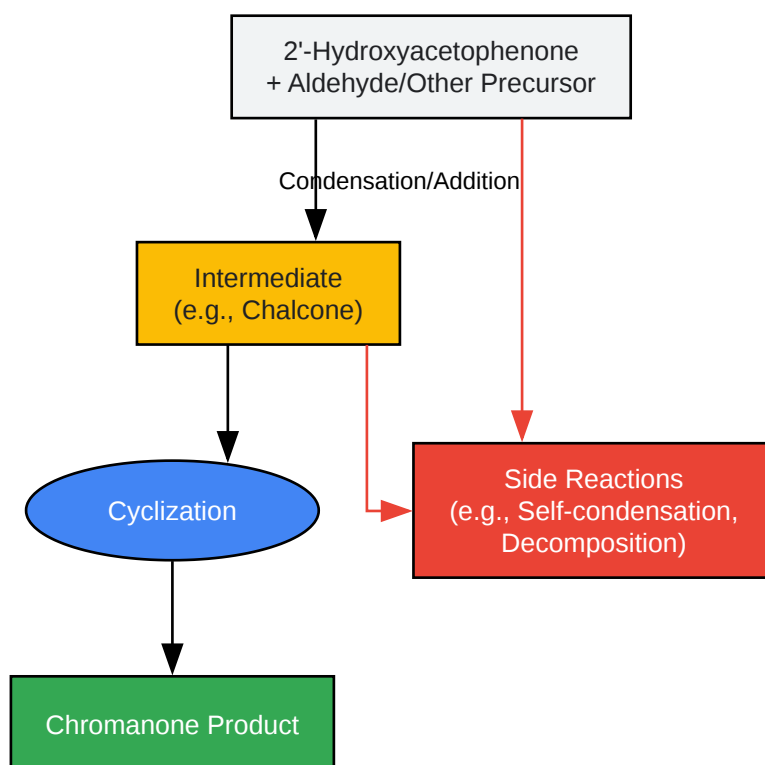 2'-Hydroxyacetophenone
+ Aldehyde/Other Precursor
Condensation/Addition
Intermediate
(e.g., Chalcone)
Side Reactions
(e.g., Self-condensation,
Decomposition)
Cyclization
Chromanone Product